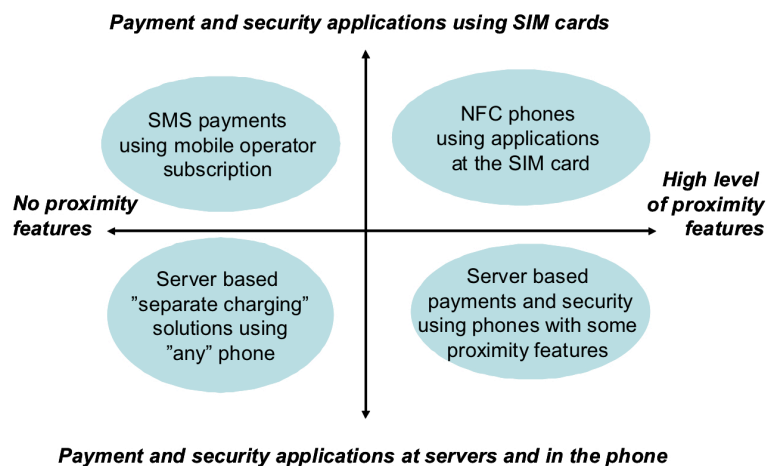 Payment and security applications using SIM cards
SMS payments
using mobile operator
subscription
NFC phones
using applications
at the SIM card
No proximity
features
High level
of proximity
features
Server based
”separate charging”
solutions using
”any” phone
Server based
payments and security
using phones with some
proximity features
Payment and security applications at servers and in the phone